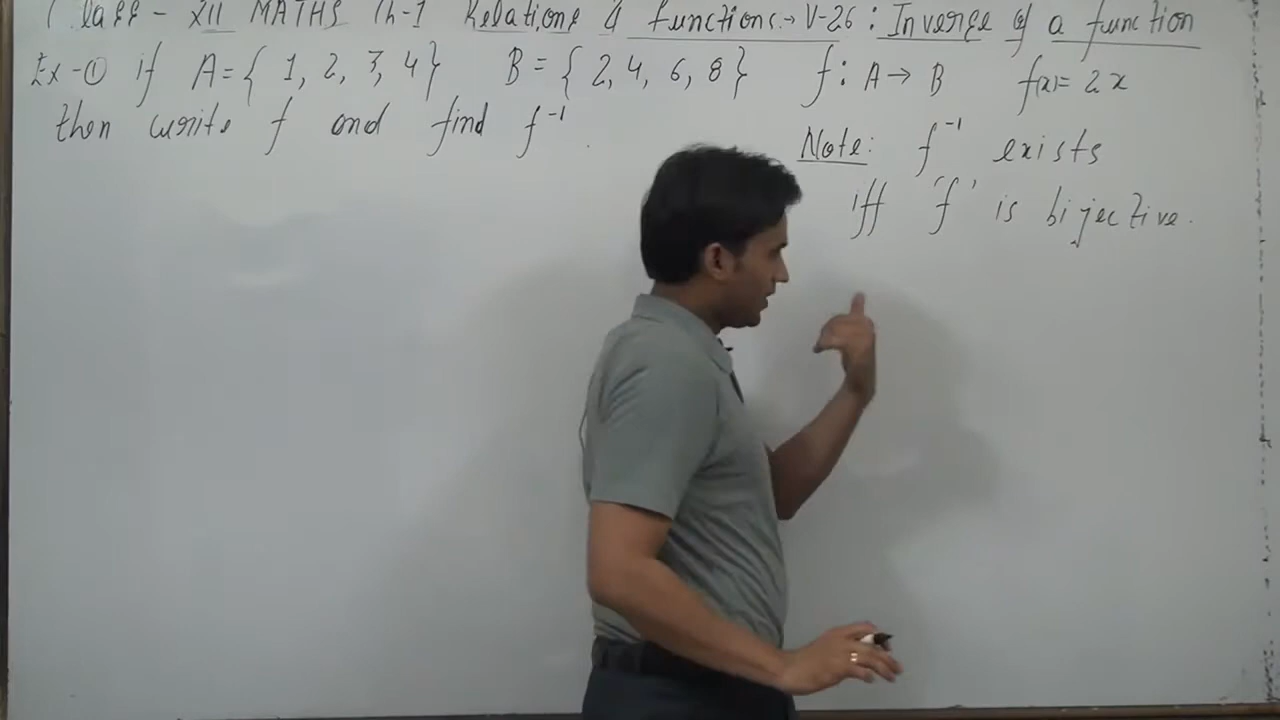 Class - XII MATHS Ch-1 Relations & functions → V-26 : Inverse of a function
Ex-① if A = { 1, 2, 3, 4 } B = { 2, 4, 6, 8 } f : A → B f(x) = 2x
then write f and find f⁻¹.
Note: f⁻¹ exists
iff 'f' is bijective.